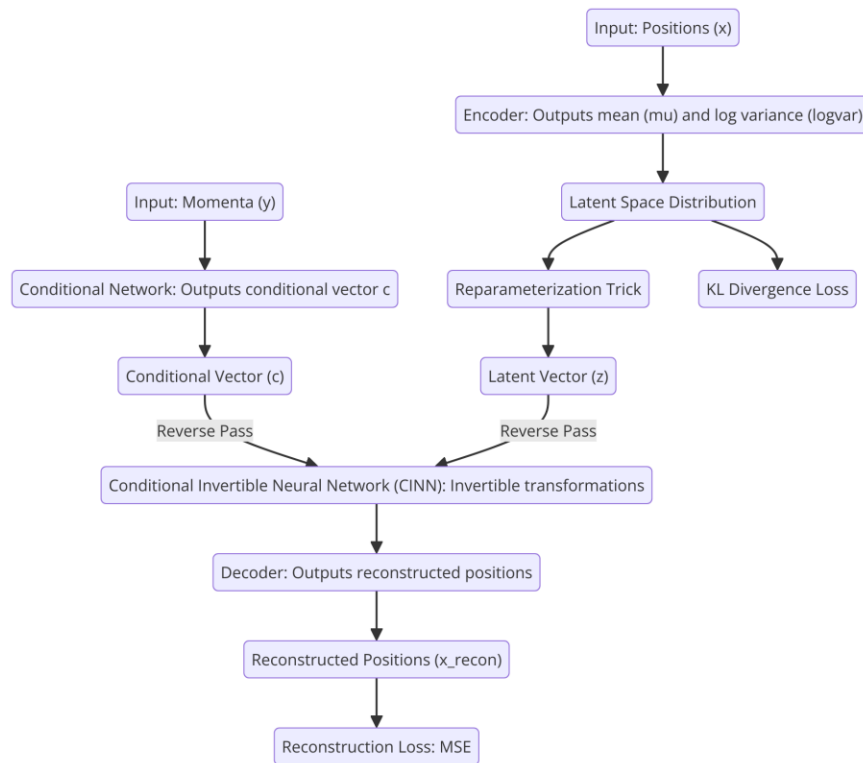 Input: Positions (x)
Encoder: Outputs mean (mu) and log variance (logvar)
Input: Momenta (y)
Latent Space Distribution
Conditional Network: Outputs conditional vector c
Reparameterization Trick
KL Divergence Loss
Conditional Vector (c)
Latent Vector (z)
Reverse Pass
Reverse Pass
Conditional Invertible Neural Network (CINN): Invertible transformations
Decoder: Outputs reconstructed positions
Reconstructed Positions (x_recon)
Reconstruction Loss: MSE